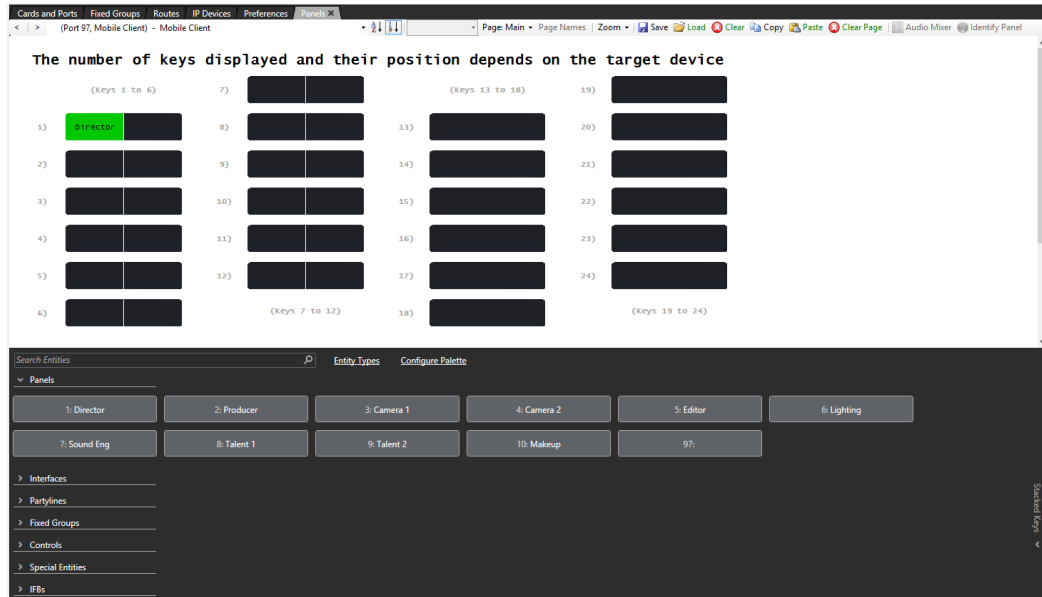 Cards and Ports Fixed Groups Routes IP Devices Preferences Panels
< > (Port 97, Mobile Client) - Mobile Client Page: Main Page Names Zoom Save Load Clear Copy Paste Clear Page Audio Mixer Identify Panel
The number of keys displayed and their position depends on the target device
(Keys 1 to 6) 7) (Keys 13 to 18) 19)
1) Director 8) 13) 20)
2) 9) 14) 21)
3) 10) 15) 22)
4) 11) 16) 23)
5) 12) 17) 24)
6) (Keys 7 to 12) 18) (Keys 19 to 24)
Search Entities Entity Types Configure Palette
Panels
1: Director 2: Producer 3: Camera 1 4: Camera 2 5: Editor 6: Lighting
7: Sound Eng 8: Talent 1 9: Talent 2 10: Makeup 97:
Interfaces
Partylines
Fixed Groups
Controls
Special Entities
IFBs
Stacked Keys